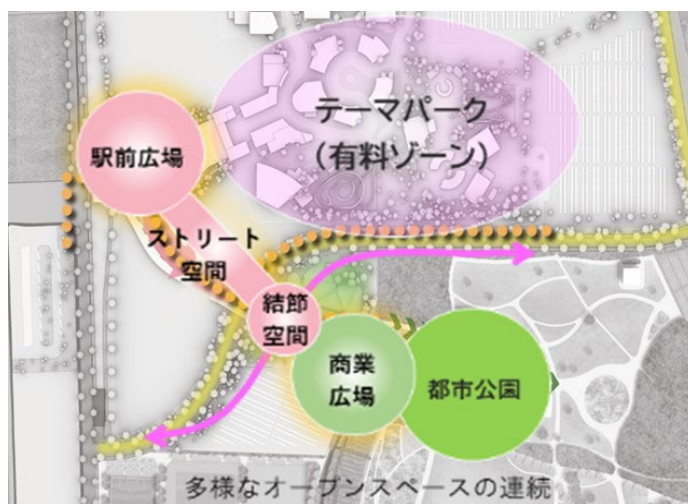 テーマパーク
（有料ゾーン）
駅前広場
ストリート
空間
結節
空間
商業
広場
都市公園
多様なオープンスペースの連続